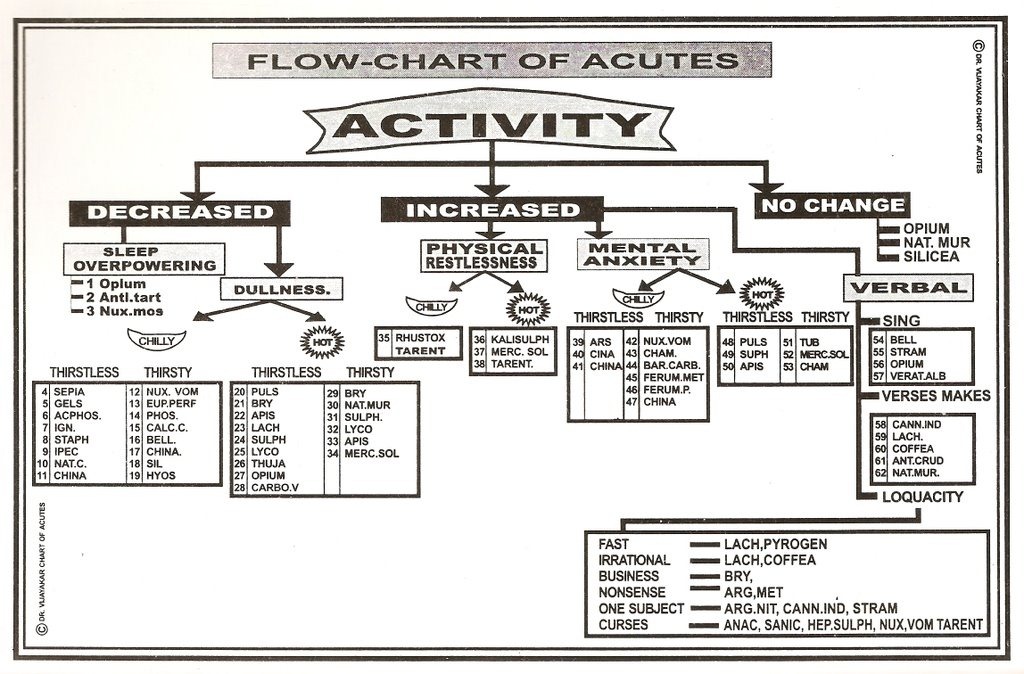 FLOW-CHART OF ACUTES
© DR. VIJAYAKAR CHART OF ACUTES
ACTIVITY
DECREASED
INCREASED
NO CHANGE
OPIUM
NAT. MUR
SILICEA
SLEEP
OVERPOWERING
1 Opium
2 Anti.tart
3 Nux.mos
DULLNESS.
PHYSICAL
RESTLESSNESS
MENTAL
ANXIETY
VERBAL
CHILLY
HOT
CHILLY
HOT
CHILLY
HOT
THIRSTLESS THIRSTY
4 SEPIA 12 NUX. VOM
5 GELS 13 EUP.PERF
6 ACPHOS. 14 PHOS.
7 IGN. 15 CALC.C.
8 STAPH 16 BELL.
9 IPEC 17 CHINA.
10 NAT.C. 18 SIL
11 CHINA 19 HYOS
THIRSTLESS THIRSTY
20 PULS 29 BRY
21 BRY 30 NAT.MUR
22 APIS 31 SULPH.
23 LACH 32 LYCO
24 SULPH 33 APIS
25 LYCO 34 MERC.SOL
26 THUJA
27 OPIUM
28 CARBO.V
35 RHUSTOX
TARENT
36 KALISULPH
37 MERC. SOL
38 TARENT.
THIRSTLESS THIRSTY
39 ARS 42 NUX.VOM
40 CINA 43 CHAM.
41 CHINA 44 BAR.CARB.
45 FERUM.MET
46 FERUM.P.
47 CHINA
THIRSTLESS THIRSTY
48 PULS 51 TUB
49 SUPH 52 MERC.SOL
50 APIS 53 CHAM
SING
54 BELL
55 STRAM
56 OPIUM
57 VERAT.ALB
VERSES MAKES
58 CANN.IND
59 LACH.
60 COFFEA
61 ANT.CRUD
62 NAT.MUR.
LOQUACITY
FAST LACH,PYROGEN
IRRATIONAL LACH,COFFEA
BUSINESS BRY,
NONSENSE ARG,MET
ONE SUBJECT ARG.NIT, CANN.IND, STRAM
CURSES ANAC, SANIC, HEP.SULPH, NUX,VOM TARENT
© DR. VIJAYAKAR CHART OF ACUTES